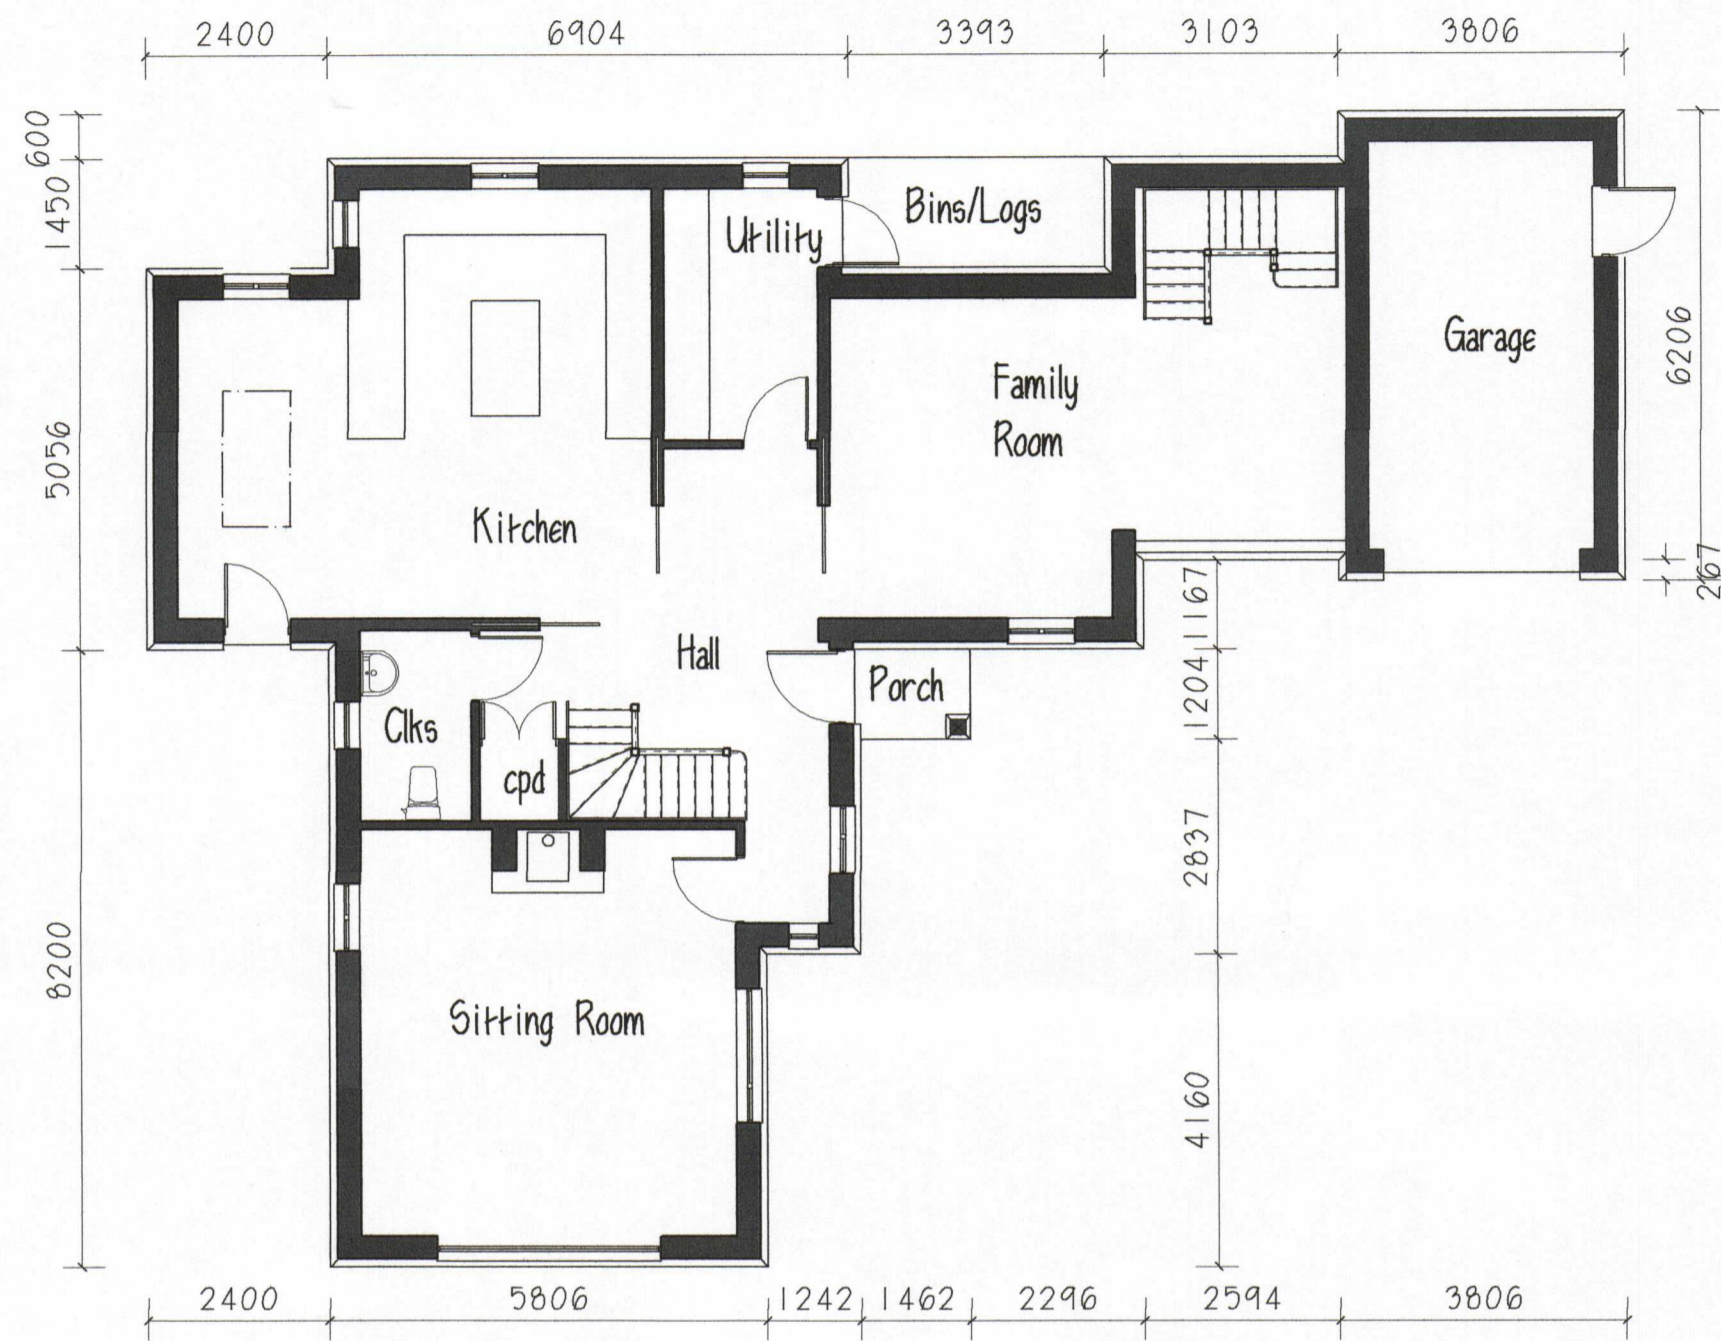 2400 6904 3393 3103 3806
600
1450
5056
8200
Utility
Bins/Logs
Garage
Family
Room
Kitchen
Hall
Porch
Clks
cpd
Sitting Room
6206
267
1167
1204
2837
4160
2400 5806 1242 1462 2296 2594 3806